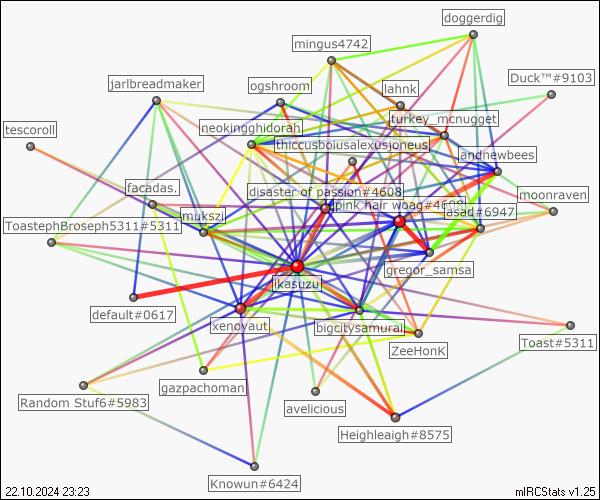 doggerdig
mingus4742
Duck™#9103
jarlbreadmaker
ogshroom
lahnk
turkey_mcnugget
tescoroll
neokingghidorah
thiccusboiusalexusjoneus
landnewbees
facadas.
disaster of passion#4608
moonraven
mukszi
pink hair woag#4608
asad#6947
ToastephBroseph5311#5311
gregor_samsa
ikasuzu
default#0617
xenoyaut
bigcitysamurai
Toast#5311
ZeeHonK
gazpachoman
Random Stuf6#5983
avelicious
Heighleaigh#8575
Knowun#6424
22.10.2024 23:23
mIRCStats v1.25